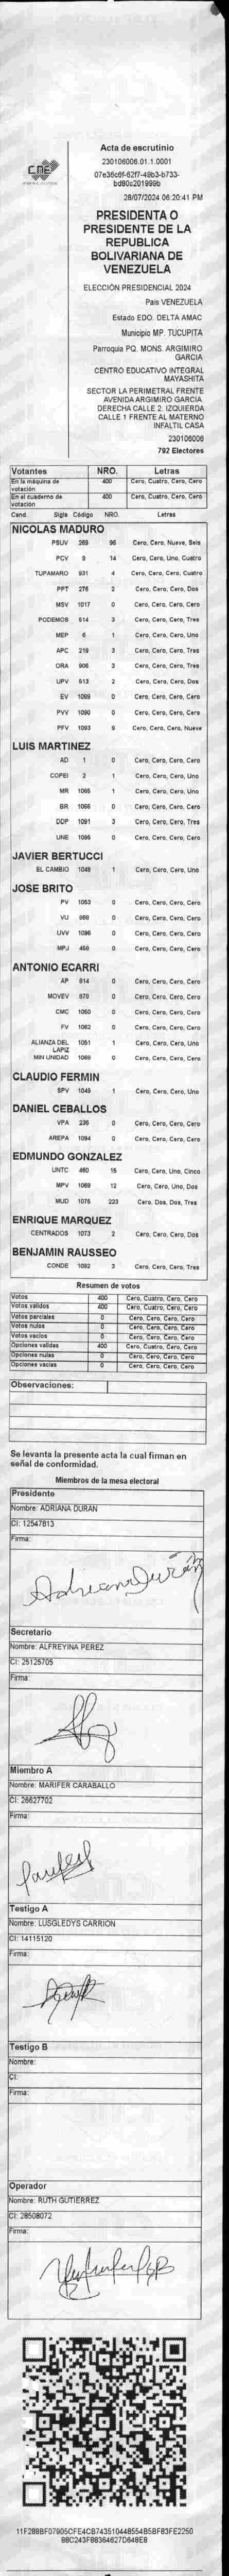 CNE
Acta de escrutinio
230106006.01.1.0001
07e36c6f-62f7-49b3-b733-
bd80c201999b
28/07/2024 06:20:41 PM
PRESIDENTA O
PRESIDENTE DE LA
REPUBLICA
BOLIVARIANA DE
VENEZUELA
ELECCIÓN PRESIDENCIAL 2024
País VENEZUELA
Estado EDO. DELTA AMAC
Municipio MP. TUCUPITA
Parroquia PQ. MONS. ARGIMIRO
GARCIA
CENTRO EDUCATIVO INTEGRAL
MAYASHITA
SECTOR LA PERIMETRAL FRENTE
AVENIDA ARGIMIRO GARCÍA
DERECHA CALLE 2. IZQUIERDA
CALLE 1 FRENTE AL MATERNO
INFALTIL CASA
230106006
792 Electores
Votantes NRO. Letras
En la máquina de votación 400 Cero, Cuatro, Cero, Cero
En el cuaderno de votación 400 Cero, Cuatro, Cero, Cero
Cand. Sigla Código NRO. Letras
NICOLAS MADURO
PSUV 269 96 Cero, Cero, Nueve, Seis
PCV 9 14 Cero, Cero, Uno, Cuatro
TUPAMARO 931 4 Cero, Cero, Cero, Cuatro
PPT 276 2 Cero, Cero, Cero, Dos
MSV 1017 0 Cero, Cero, Cero, Cero
PODEMOS 514 3 Cero, Cero, Cero, Tres
MEP 6 1 Cero, Cero, Cero, Uno
APC 219 3 Cero, Cero, Cero, Tres
ORA 906 3 Cero, Cero, Cero, Tres
UPV 513 2 Cero, Cero, Cero, Dos
EV 1089 0 Cero, Cero, Cero, Cero
PVV 1090 0 Cero, Cero, Cero, Cero
PFV 1093 9 Cero, Cero, Cero, Nueve
LUIS MARTINEZ
AD 1 0 Cero, Cero, Cero, Cero
COPEI 2 1 Cero, Cero, Cero, Uno
MR 1065 1 Cero, Cero, Cero, Uno
BR 1066 0 Cero, Cero, Cero, Cero
DDP 1091 3 Cero, Cero, Cero, Tres
UNE 1095 0 Cero, Cero, Cero, Cero
JAVIER BERTUCCI
EL CAMBIO 1048 1 Cero, Cero, Cero, Uno
JOSE BRITO
PV 1053 0 Cero, Cero, Cero, Cero
VU 868 0 Cero, Cero, Cero, Cero
UVV 1096 0 Cero, Cero, Cero, Cero
MPJ 458 0 Cero, Cero, Cero, Cero
ANTONIO ECARRI
AP 814 0 Cero, Cero, Cero, Cero
MOVEV 878 0 Cero, Cero, Cero, Cero
CMC 1060 0 Cero, Cero, Cero, Cero
FV 1062 0 Cero, Cero, Cero, Cero
ALIANZA DEL LAPIZ 1051 1 Cero, Cero, Cero, Uno
MIN UNIDAD 1068 0 Cero, Cero, Cero, Cero
CLAUDIO FERMIN
SPV 1049 1 Cero, Cero, Cero, Uno
DANIEL CEBALLOS
VPA 236 0 Cero, Cero, Cero, Cero
AREPA 1094 0 Cero, Cero, Cero, Cero
EDMUNDO GONZALEZ
UNTC 460 15 Cero, Cero, Uno, Cinco
MPV 1069 12 Cero, Cero, Uno, Dos
MUD 1075 223 Cero, Dos, Dos, Tres
ENRIQUE MARQUEZ
CENTRADOS 1073 2 Cero, Cero, Cero, Dos
BENJAMIN RAUSSEO
CONDE 1092 3 Cero, Cero, Cero, Tres
Resumen de votos
Votos 400 Cero, Cuatro, Cero, Cero
Votos válidos 400 Cero, Cuatro, Cero, Cero
Votos parciales 0 Cero, Cero, Cero, Cero
Votos nulos 0 Cero, Cero, Cero, Cero
Votos vacíos 0 Cero, Cero, Cero, Cero
Opciones válidas 400 Cero, Cuatro, Cero, Cero
Opciones nulas 0 Cero, Cero, Cero, Cero
Opciones vacías 0 Cero, Cero, Cero, Cero
Observaciones:
Se levanta la presente acta la cual firman en
señal de conformidad.
Miembros de la mesa electoral
Presidente
Nombre: ADRIANA DURAN
CI: 12547813
Firma:
Adriana Durán
Secretario
Nombre: ALFREYINA PEREZ
CI: 25125705
Firma:
Miembro A
Nombre: MARIFER CARABALLO
CI: 26627702
Firma:
Testigo A
Nombre: LUSGLEDYS CARRION
CI: 14115120
Firma:
Testigo B
Nombre:
CI:
Firma:
Operador
Nombre: RUTH GUTIERREZ
CI: 28508072
Firma: